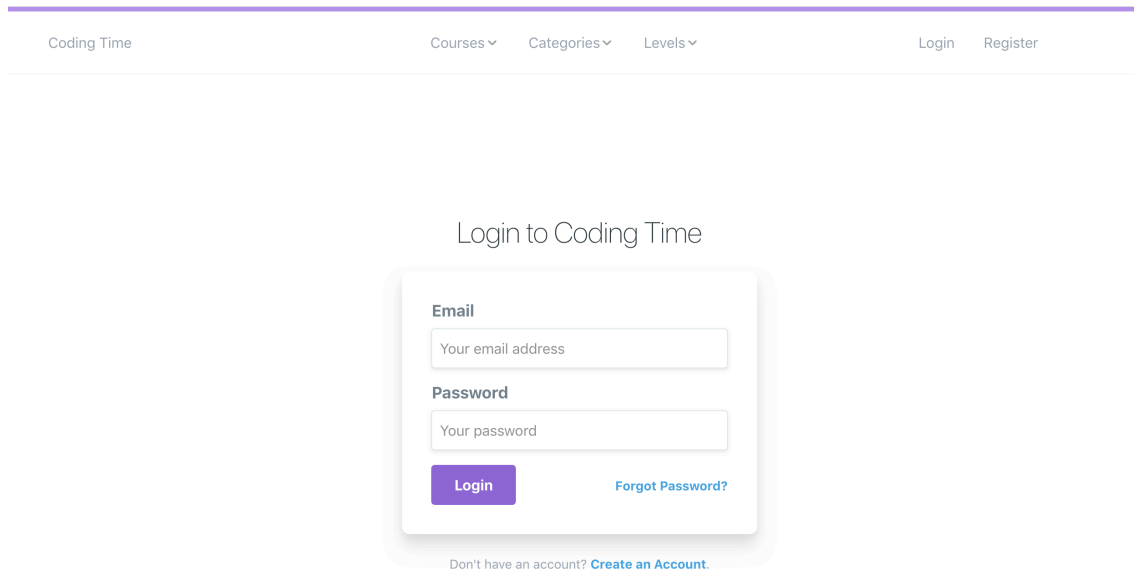 Coding Time Courses Categories Levels Login Register
Login to Coding Time
Email
Your email address
Password
Your password
Login Forgot Password?
Don't have an account? Create an Account.